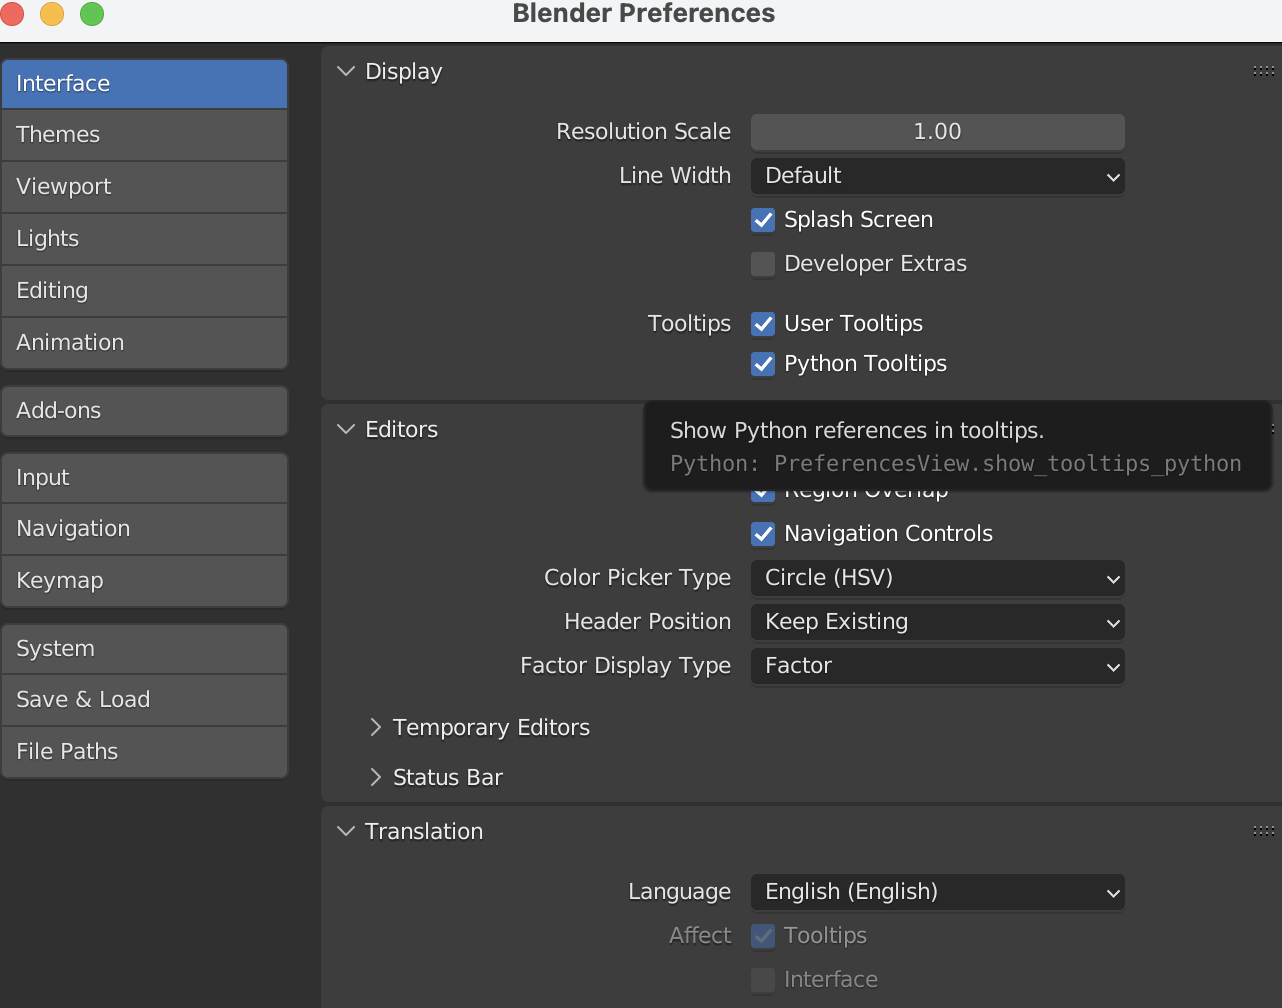 Blender Preferences
Interface
Themes
Viewport
Lights
Editing
Animation
Add-ons
Input
Navigation
Keymap
System
Save & Load
File Paths
Display
Resolution Scale 1.00
Line Width Default
Splash Screen
Developer Extras
Tooltips User Tooltips
Python Tooltips
Editors
Show Python references in tooltips.
Python: PreferencesView.show_tooltips_python
Region Overlap
Navigation Controls
Color Picker Type Circle (HSV)
Header Position Keep Existing
Factor Display Type Factor
Temporary Editors
Status Bar
Translation
Language English (English)
Affect Tooltips
Interface